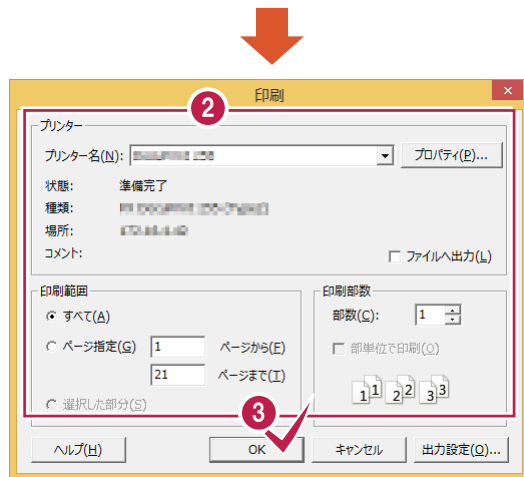 印刷
×
2
プリンター
プリンター名(N):
プロパティ(P)...
状態: 準備完了
種類:
場所:
コメント:
ファイルへ出力(L)
印刷範囲
すべて(A)
ページ指定(G) 1 ページから(F)
21 ページまで(T)
選択した部分(S)
印刷部数
部数(C): 1
部単位で印刷(O)
1 1 2 2 3 3
3
ヘルプ(H) OK キャンセル 出力設定(O)...